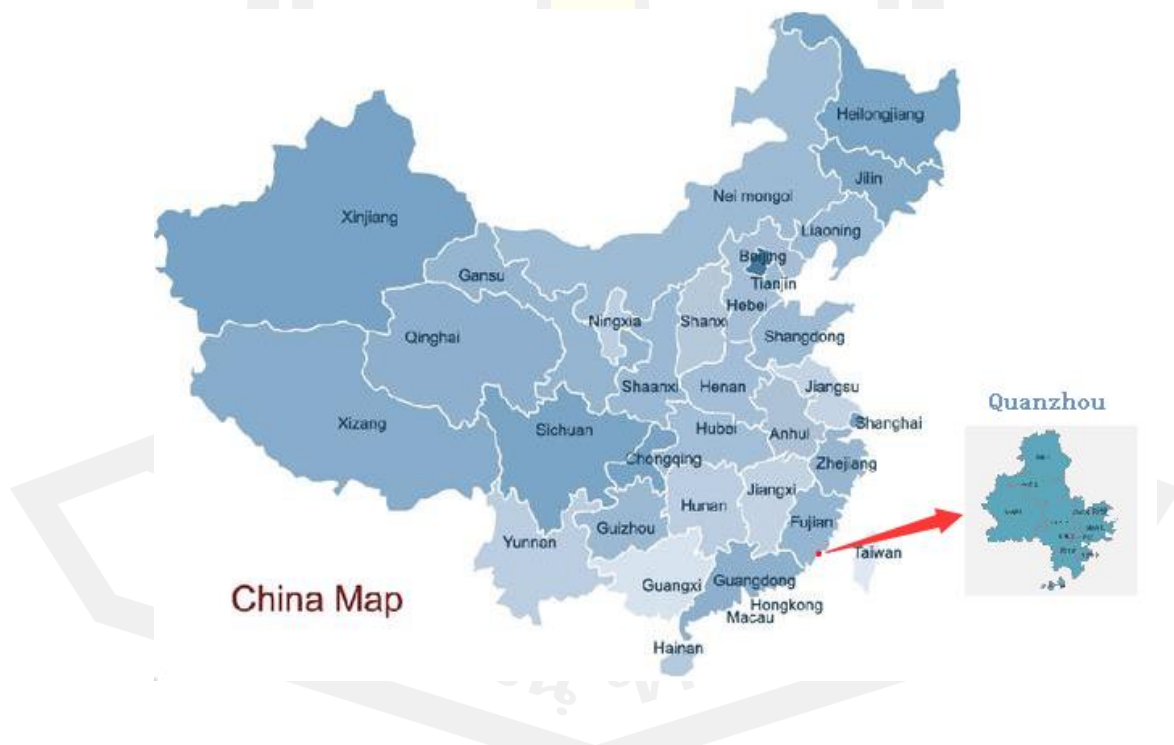 Heilongjiang
Jilin
Nei mongol
Xinjiang
Liaoning
Beijing
Gansu
Tianjin
Hebei
Ningxia
Shanxi
Qinghai
Shangdong
Shaanxi
Henan
Jiangsu
Quanzhou
Xizang
Sichuan
Hubei
Anhui
Shanghai
Chongqing
Zhejiang
Jiangxi
Hunan
Fujian
Guizhou
Yunnan
Taiwan
Guangxi
Guangdong
China Map
Hongkong
Macau
Hainan